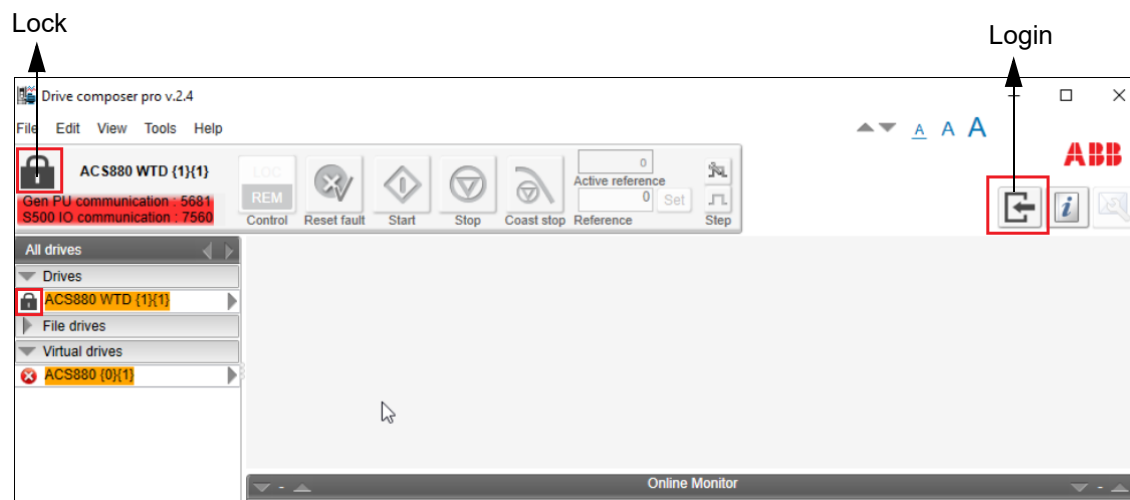 Lock
Login
Drive composer pro v.2.4
File Edit View Tools Help
A A A
ABB
ACS880 WTD {1}{1}
Gen PU communication : 5681
S500 IO communication : 7560
LOC
REM
Control
Reset fault
Start
Stop
Coast stop
0
Active reference
0
Set
Reference
Step
i
All drives
Drives
ACS880 WTD {1}{1}
File drives
Virtual drives
ACS880 {0}{1}
- Online Monitor -